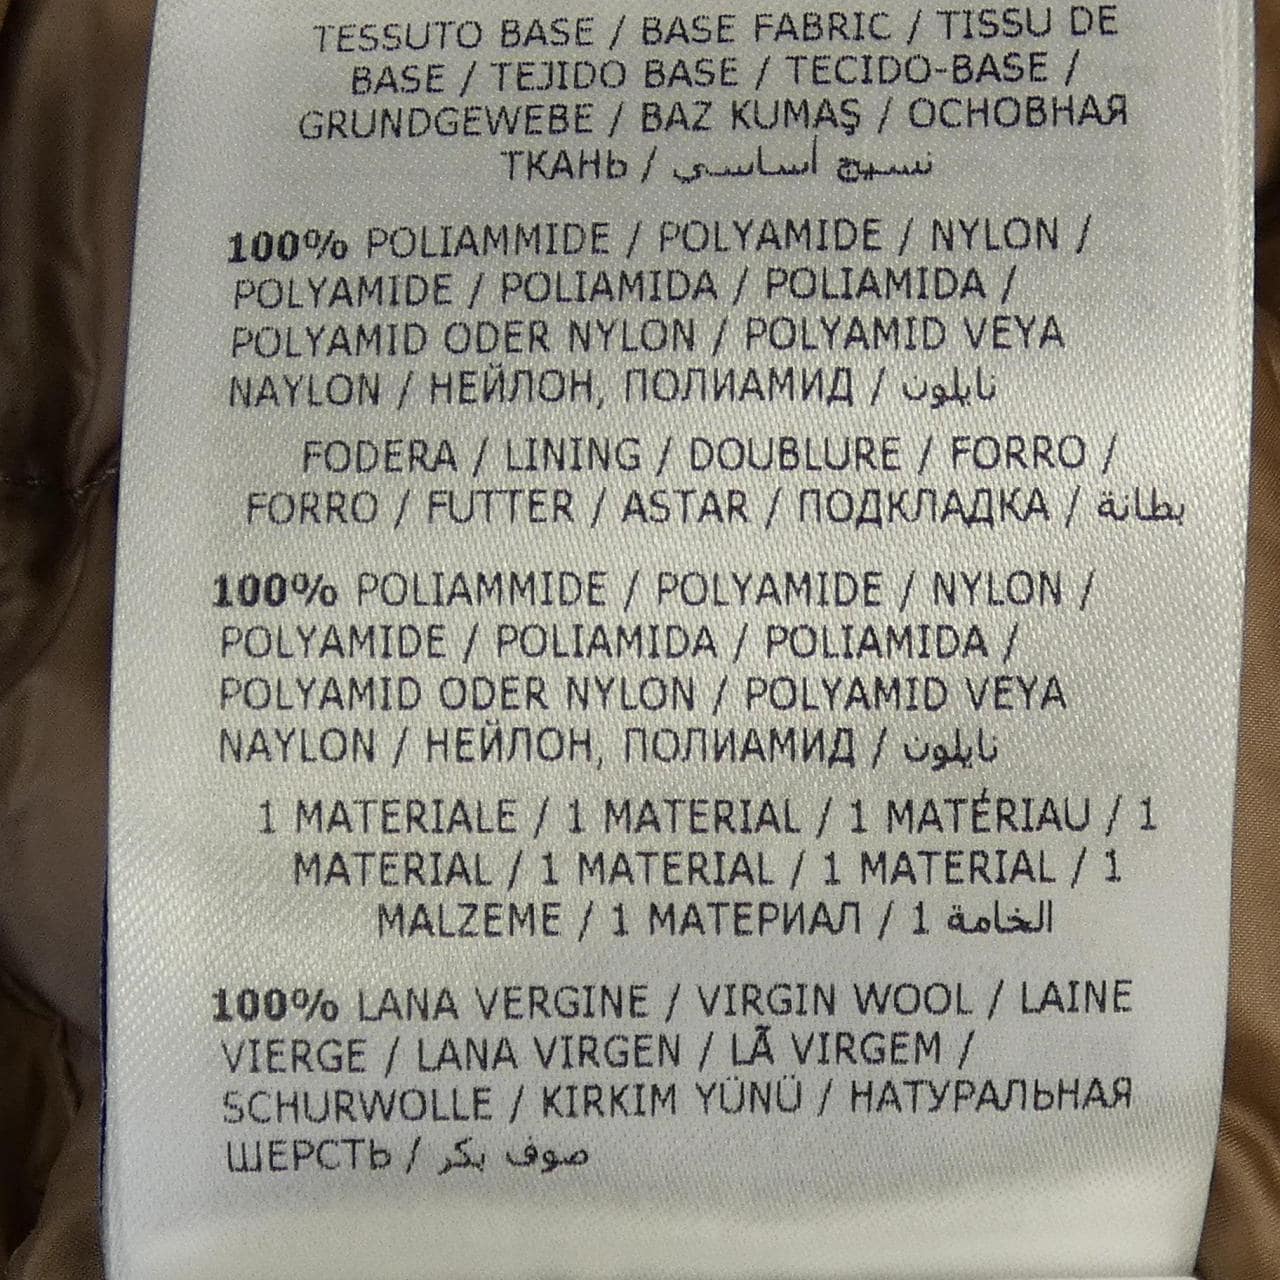 TESSUTO BASE / BASE FABRIC / TISSU DE
BASE / TEJIDO BASE / TECIDO-BASE /
GRUNDGEWEBE / BAZ KUMAŞ / ОСНОВНАЯ
ТКАНЬ / نسيج أساسي
100% POLIAMMIDE / POLYAMIDE / NYLON /
POLYAMIDE / POLIAMIDA / POLIAMIDA /
POLYAMID ODER NYLON / POLYAMID VEYA
NAYLON / НЕЙЛОН, ПОЛИАМИД / نايلون
FODERA / LINING / DOUBLURE / FORRO /
FORRO / FUTTER / ASTAR / ПОДКЛАДКА / بطانة
100% POLIAMMIDE / POLYAMIDE / NYLON /
POLYAMIDE / POLIAMIDA / POLIAMIDA /
POLYAMID ODER NYLON / POLYAMID VEYA
NAYLON / НЕЙЛОН, ПОЛИАМИД / نايلون
1 MATERIALE / 1 MATERIAL / 1 MATÉRIAU / 1
MATERIAL / 1 MATERIAL / 1 MATERIAL / 1
MALZEME / 1 МАТЕРИАЛ / 1 الخامة
100% LANA VERGINE / VIRGIN WOOL / LAINE
VIERGE / LANA VIRGEN / LÃ VIRGEM /
SCHURWOLLE / KIRKIM YÜNÜ / НАТУРАЛЬНАЯ
ШЕРСТЬ / صوف بكر